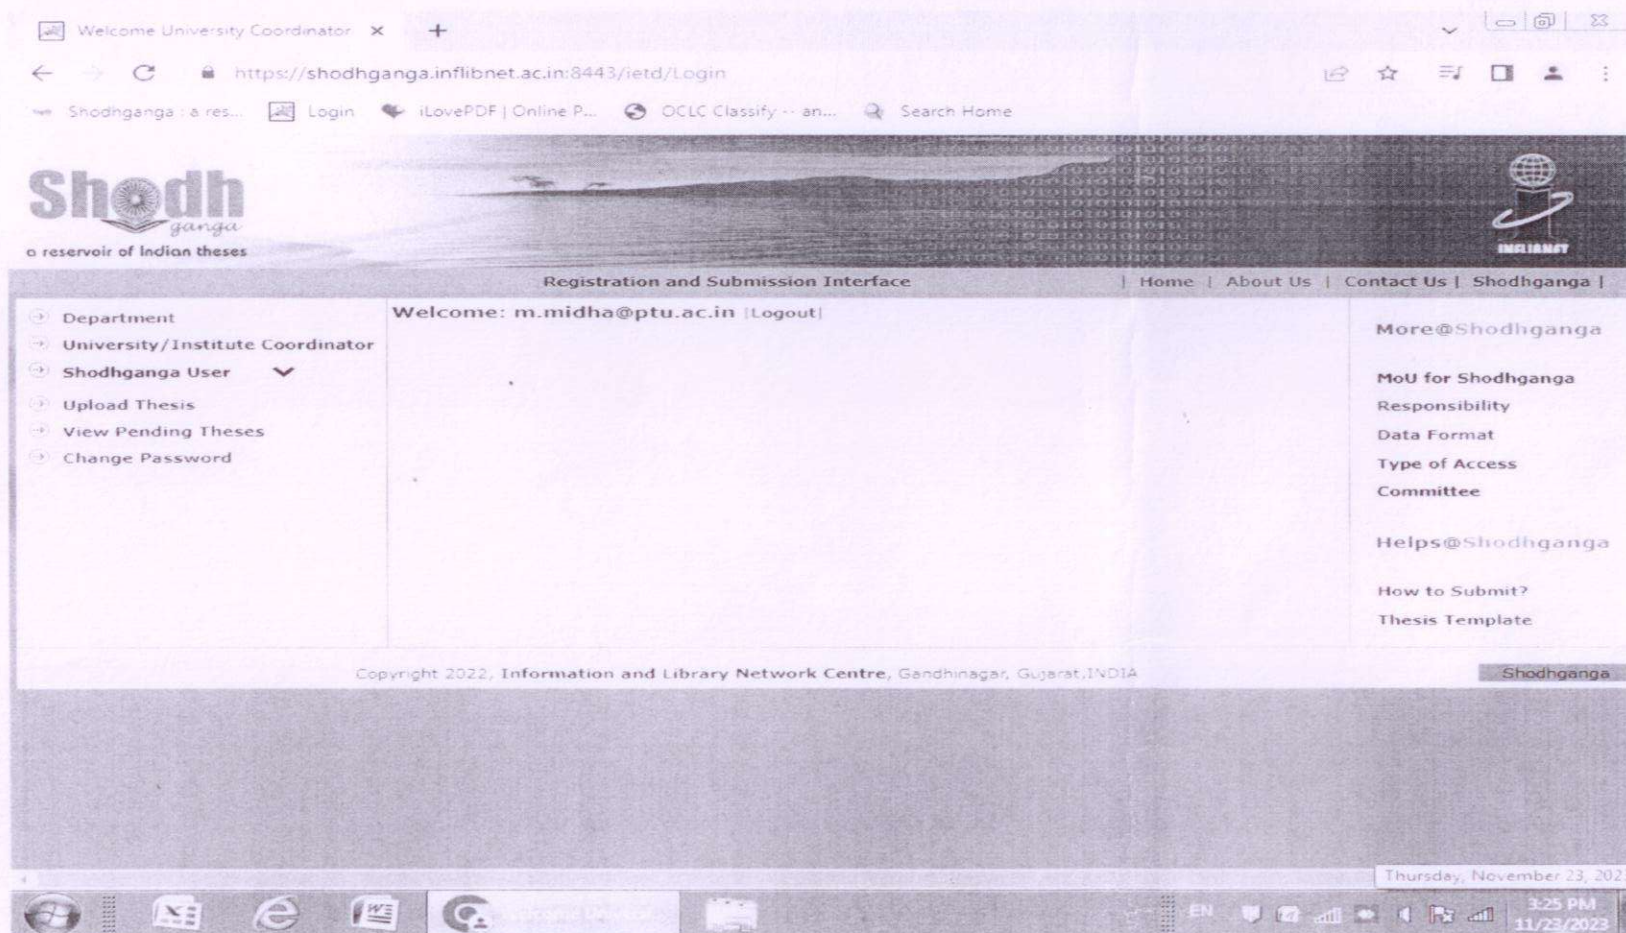 Welcome University Coordinator
https://shodhganga.inflibnet.ac.in:8443/ietd/Login
Shodhganga : a res... Login iLovePDF | Online P... OCLC Classify -- an... Search Home
Shodh
ganga
a reservoir of Indian theses
INFLIBNET
Registration and Submission Interface | Home | About Us | Contact Us | Shodhganga |
Department
University/Institute Coordinator
Shodhganga User
Upload Thesis
View Pending Theses
Change Password
Welcome: m.midha@ptu.ac.in |Logout|
More@Shodhganga
MoU for Shodhganga
Responsibility
Data Format
Type of Access
Committee
Helps@Shodhganga
How to Submit?
Thesis Template
Copyright 2022, Information and Library Network Centre, Gandhinagar, Gujarat,INDIA
Shodhganga
Thursday, November 23, 202
EN
3:25 PM
11/23/2023